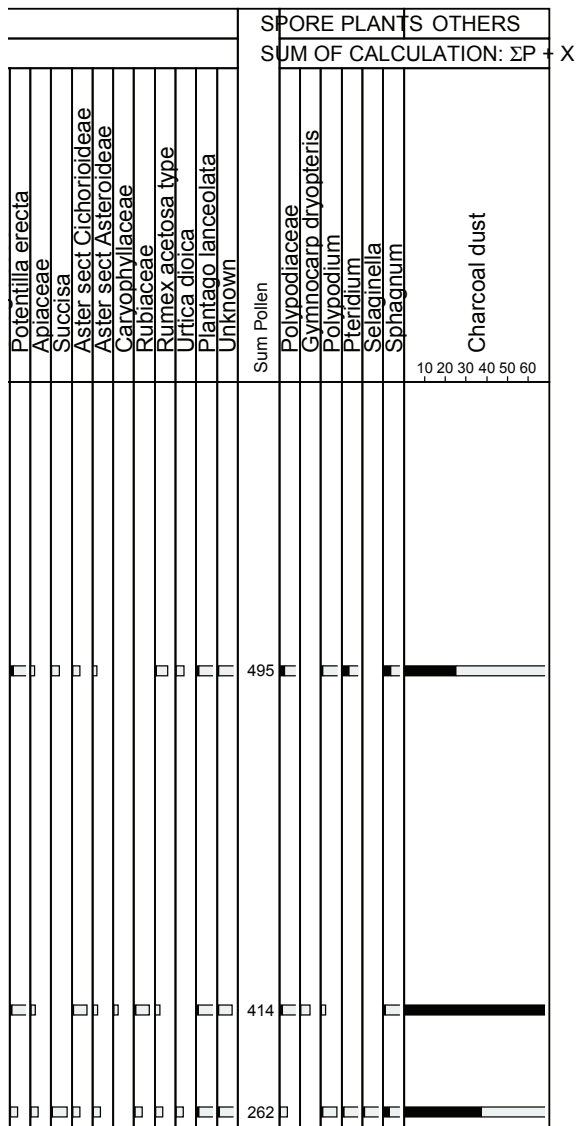 SPORE PLANTS OTHERS
SUM OF CALCULATION: ΣP + X
Potentilla erecta
Apiaceae
Succisa
Aster sect Cichorioideae
Aster sect Asteroideae
Caryophyllaceae
Rubiaceae
Rumex acetosa type
Urtica dioica
Plantago lanceolata
Unknown
Sum Pollen
Polypodiaceae
Gymnocarp dryopteris
Polypodium
Pteridium
Selaginella
Sphagnum
Charcoal dust
10 20 30 40 50 60
495
414
262